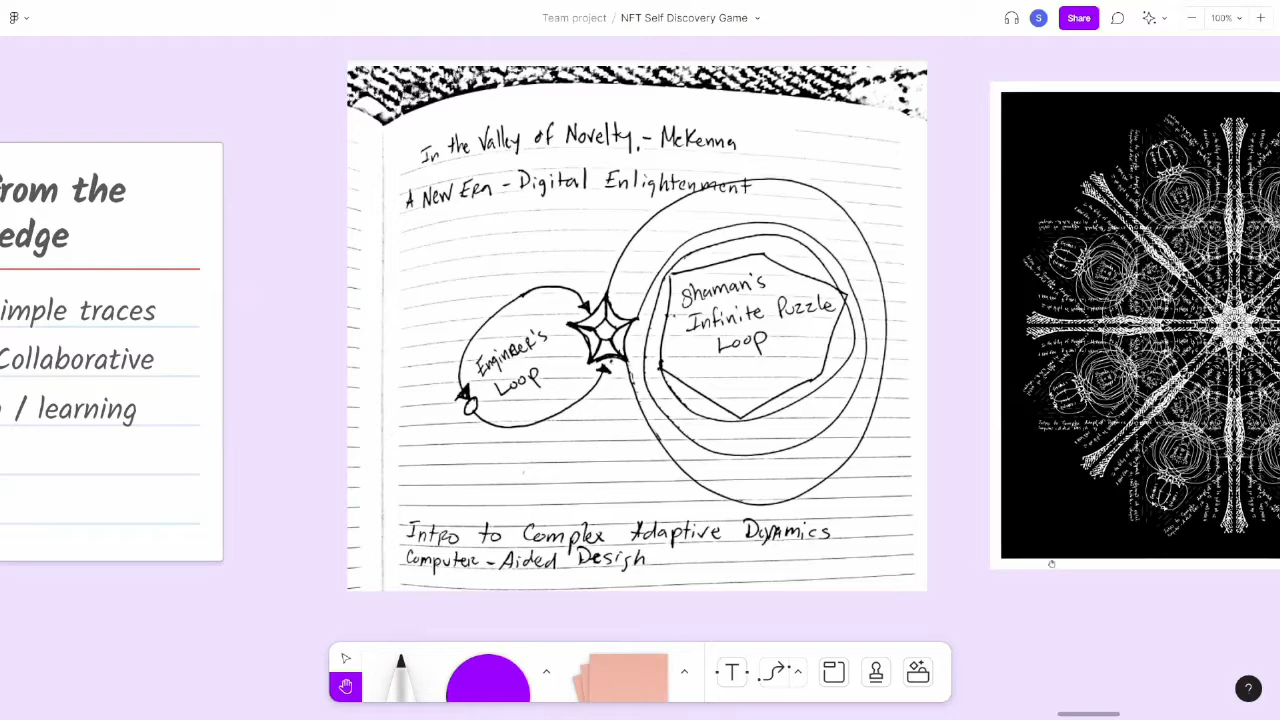 Team project / NFT Self Discovery Game
S
Share
100%
from the
edge
imple traces
Collaborative
/ learning
In the Valley of Novelty. - McKenna
A New Era - Digital Enlightenment
Shaman's
Infinite Puzzle
Loop
Engineer's
Loop
Intro to Complex Adaptive Dynamics
Computer - Aided Design
T
?